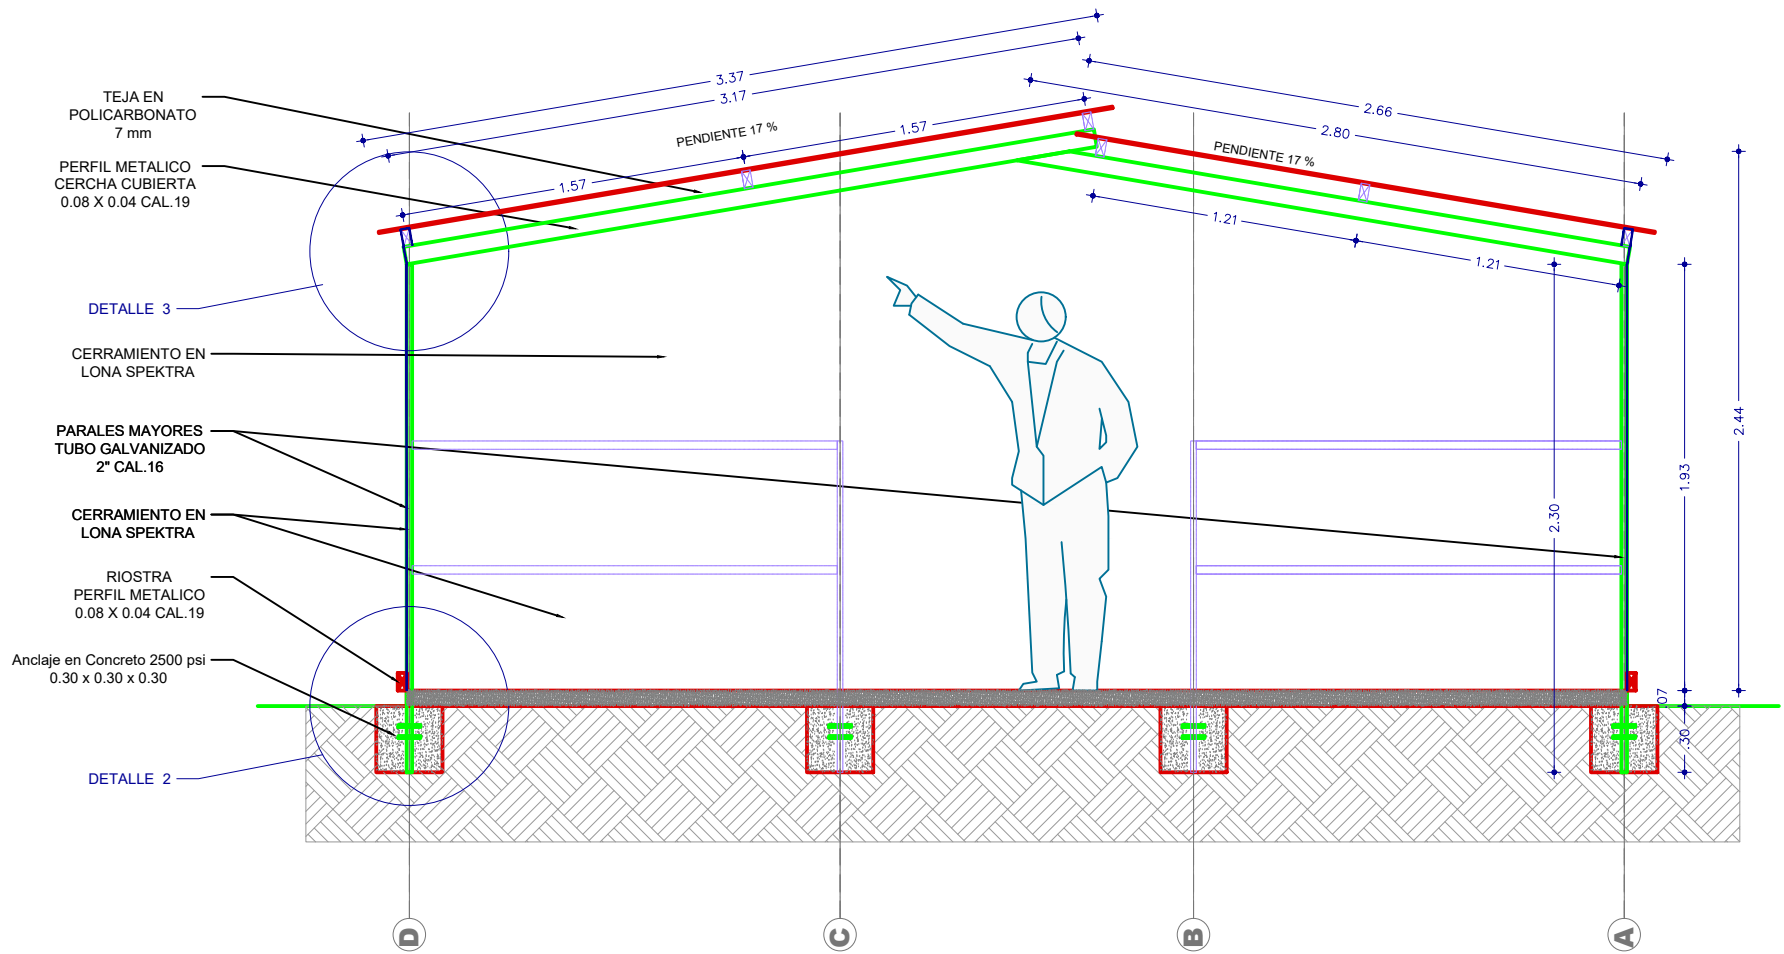 TEJA EN
POLICARBONATO
7 mm
PERFIL METALICO
CERCHA CUBIERTA
0.08 X 0.04 CAL.19
DETALLE 3
CERRAMIENTO EN
LONA SPEKTRA
PARALES MAYORES
TUBO GALVANIZADO
2" CAL.16
CERRAMIENTO EN
LONA SPEKTRA
RIOSTRA
PERFIL METALICO
0.08 X 0.04 CAL.19
Anclaje en Concreto 2500 psi
0.30 x 0.30 x 0.30
DETALLE 2
3.37
3.17
PENDIENTE 17 %
1.57
1.57
2.66
2.80
PENDIENTE 17 %
1.21
1.21
2.44
1.93
2.30
.07
.30
D
C
B
A